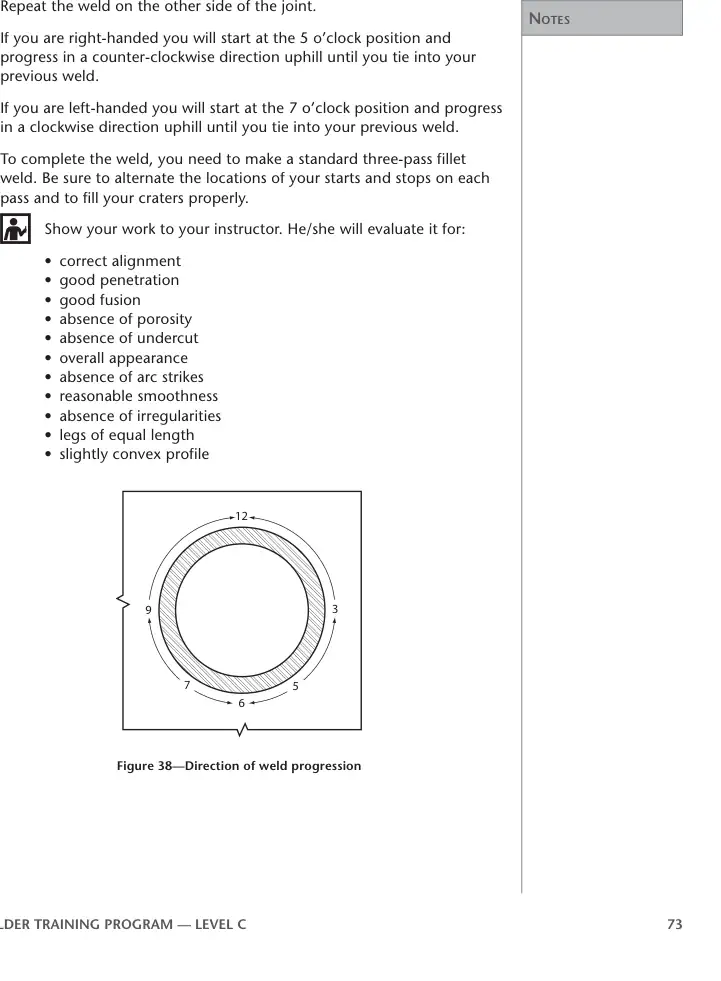 Repeat the weld on the other side of the joint.
If you are right-handed you will start at the 5 o’clock position and
progress in a counter-clockwise direction uphill until you tie into your
previous weld.
If you are left-handed you will start at the 7 o’clock position and progress
in a clockwise direction uphill until you tie into your previous weld.
To complete the weld, you need to make a standard three-pass fillet
weld. Be sure to alternate the locations of your starts and stops on each
pass and to fill your craters properly.
Show your work to your instructor. He/she will evaluate it for:
• correct alignment
• good penetration
• good fusion
• absence of porosity
• absence of undercut
• overall appearance
• absence of arc strikes
• reasonable smoothness
• absence of irregularities
• legs of equal length
• slightly convex profile
12
9
3
7
5
6
Figure 38—Direction of weld progression
Notes
LDER TRAINING PROGRAM — LEVEL C
73